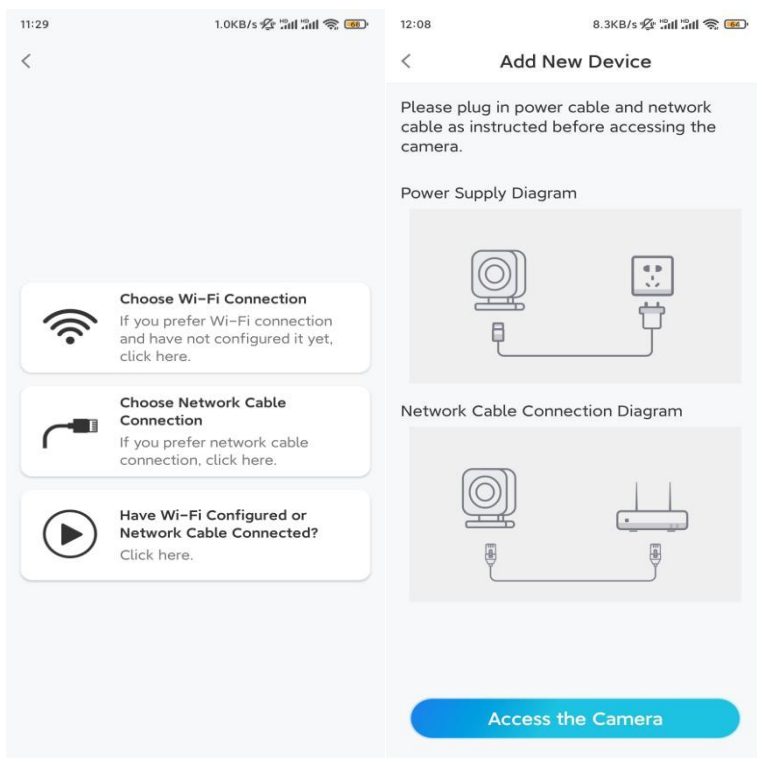 11:29
1.0KB/s
66
Choose Wi-Fi Connection
If you prefer Wi-Fi connection
and have not configured it yet,
click here.
Choose Network Cable
Connection
If you prefer network cable
connection, click here.
Have Wi-Fi Configured or
Network Cable Connected?
Click here.
12:08
8.3KB/s
64
Add New Device
Please plug in power cable and network
cable as instructed before accessing the
camera.
Power Supply Diagram
Network Cable Connection Diagram
Access the Camera